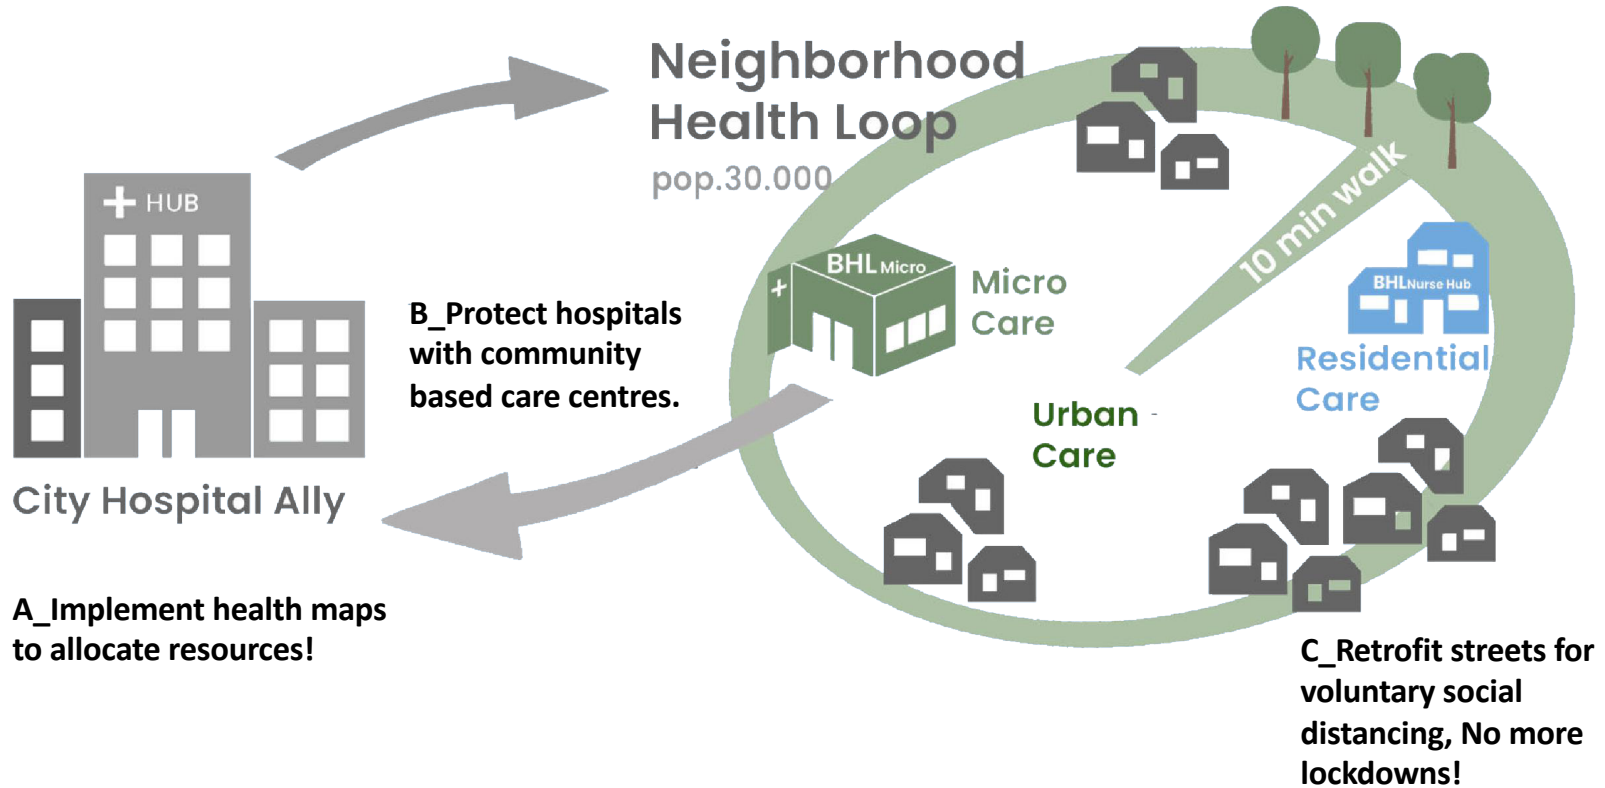 Neighborhood
Health Loop
pop.30.000
HUB
City Hospital Ally
A_Implement health maps
to allocate resources!
B_Protect hospitals
with community
based care centres.
BHL Micro
Micro
Care
10 min walk
BHLNurse Hub
Residential
Care
Urban
Care
C_Retrofit streets for
voluntary social
distancing, No more
lockdowns!